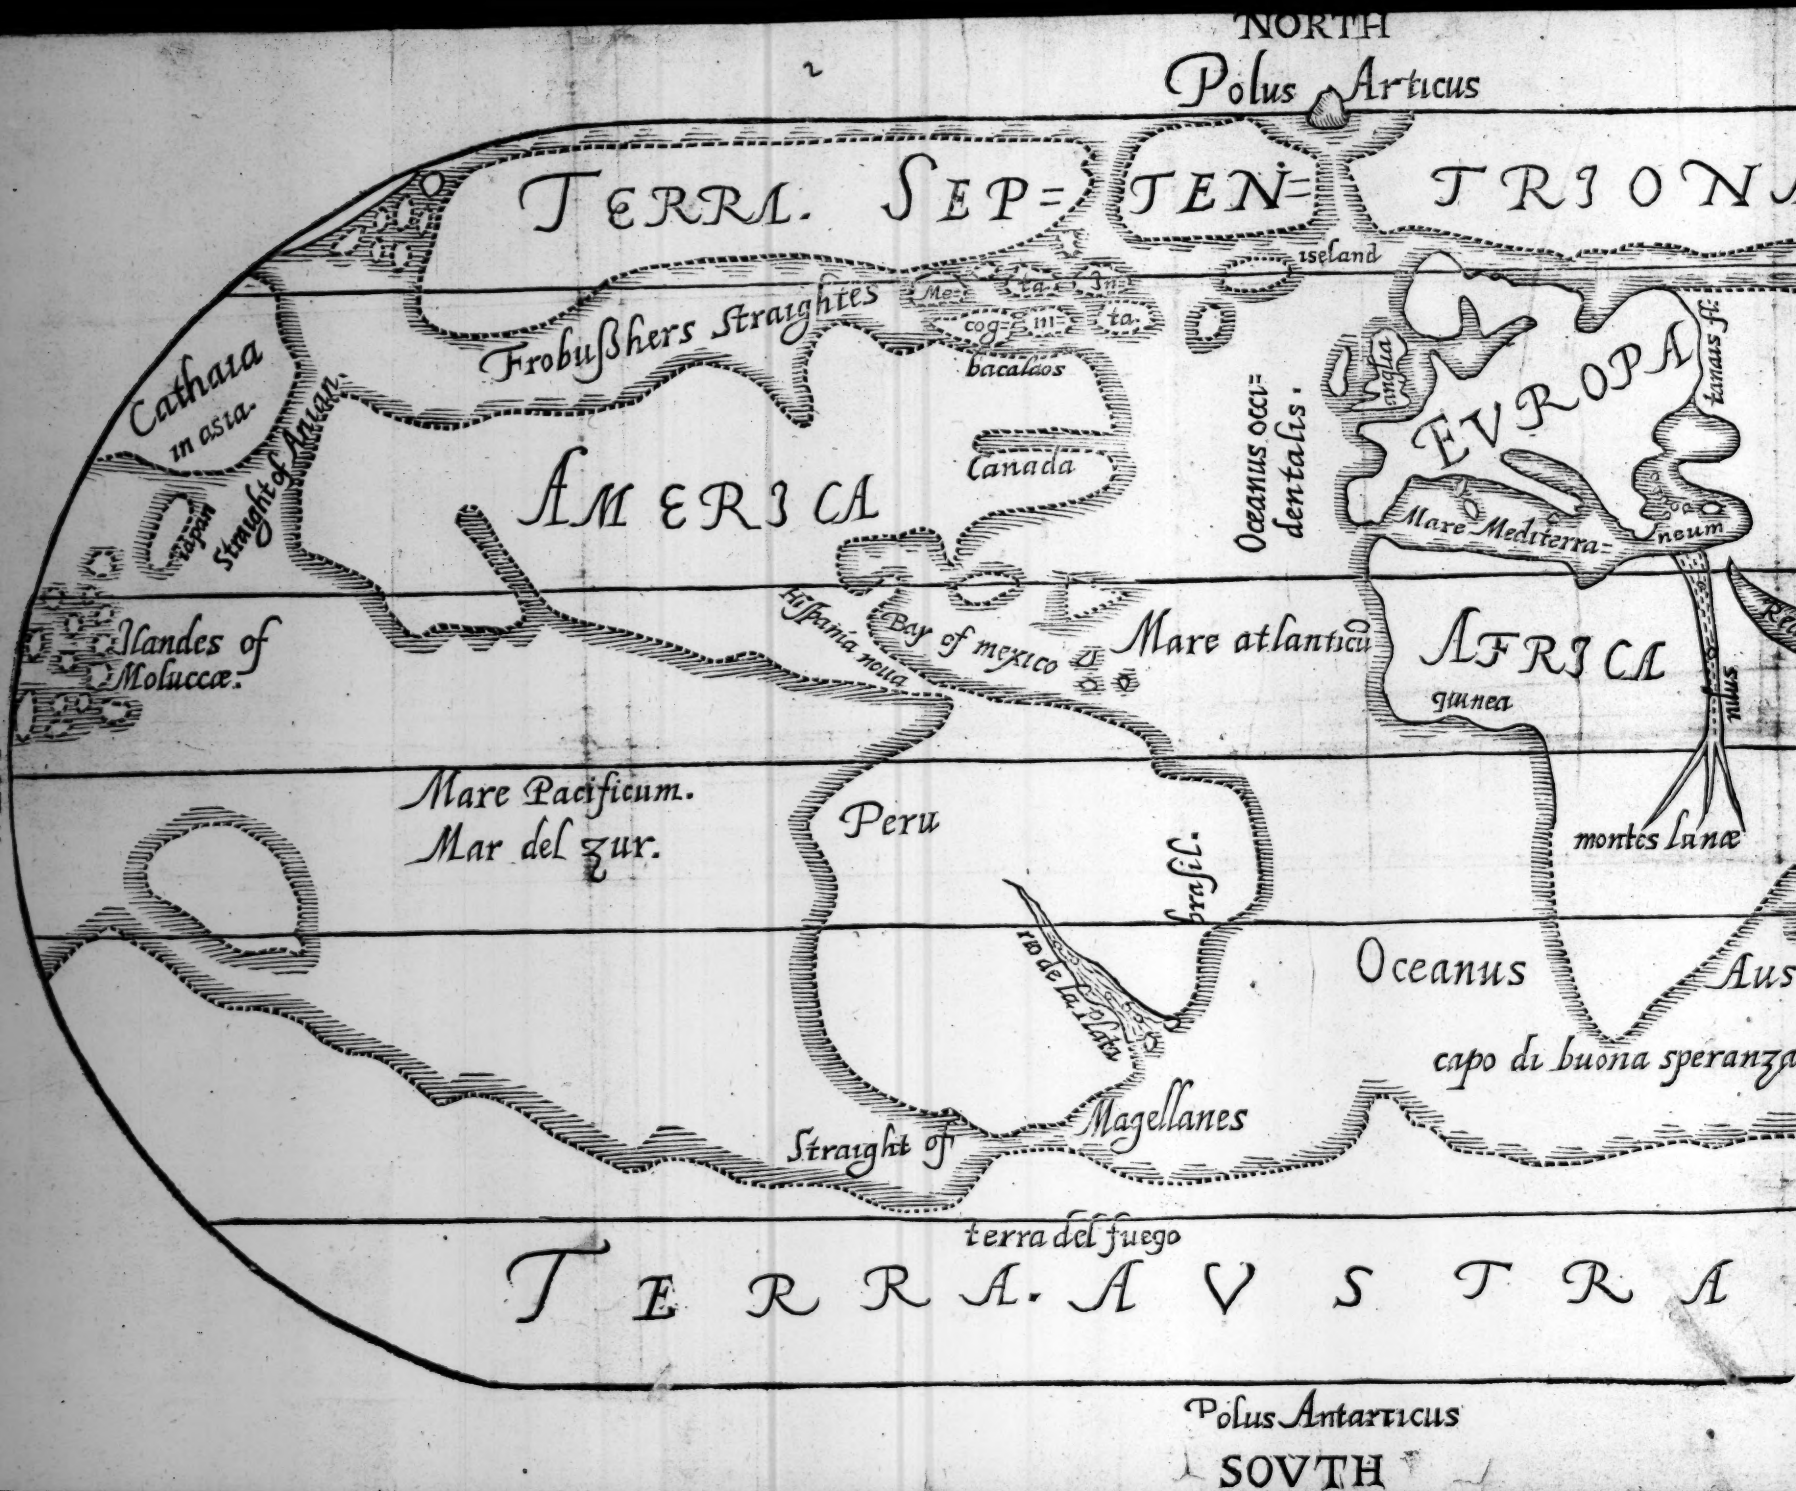 NORTH
Polus Articus
2
TERRA. SEP=
TEN=
TRIONA
iseland
Me=
ta
In=
cog=
ni=
ta.
Frobußhers Straightes
bacalaos
Cathaia
in asia.
Straight of Anian.
Iapan
AMERICA
Canada
Oceanus occi=
dentalis.
anglia
EVROPA
tanais fl:
Mare Mediterra=
neum
Ilandes of
Moluccæ:
Hispania noua
Bay of mexico
Mare atlanticũ
AFRICA
guinea
nilus
Red
Mare Pacificum.
Mar del zur.
Peru
brasil.
montes lunæ
rio de la plata
Oceanus
Aus
capo di buona speranza
Straight of
Magellanes
terra del fuego
TERRA. AVSTRA
Polus Antarticus
SOVTH